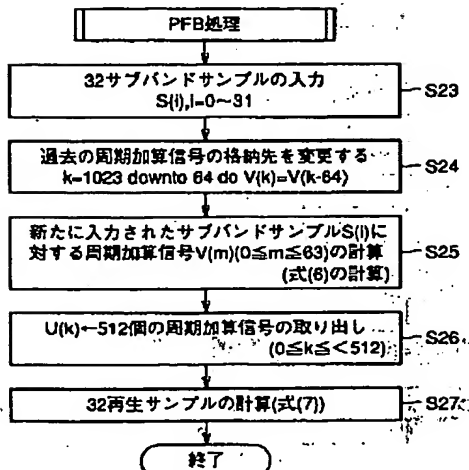 PFB処理
32サブバンドサンプルの入力
S(i),i=0~31
S23
過去の周期加算信号の格納先を変更する
k=1023 downto 64 do V(k)=V(k-64)
S24
新たに入力されたサブバンドサンプルS(i)に
対する周期加算信号V(m)(0≦m≦63)の計算
(式(6)の計算)
S25
U(k)←512個の周期加算信号の取り出し
(0≦k≦<512)
S26
32再生サンプルの計算(式(7))
S27
終了